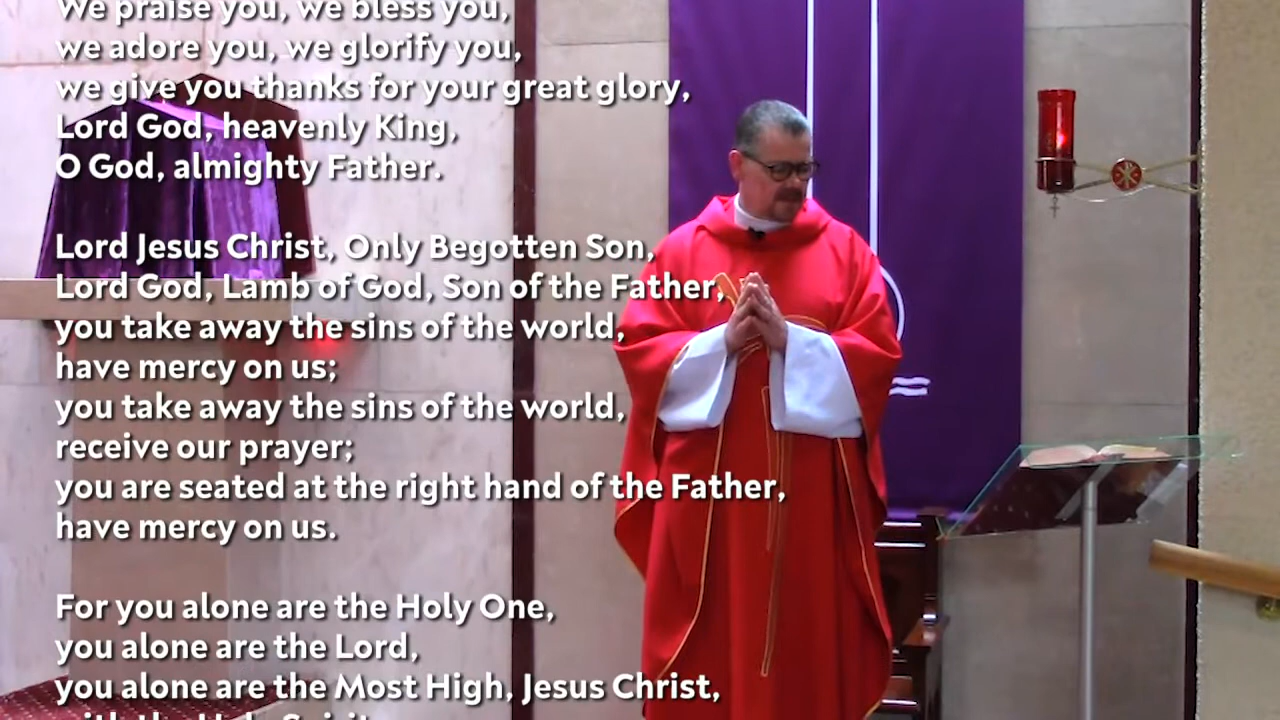 We praise you, we bless you,
we adore you, we glorify you,
we give you thanks for your great glory,
Lord God, heavenly King,
O God, almighty Father.
Lord Jesus Christ, Only Begotten Son,
Lord God, Lamb of God, Son of the Father,
you take away the sins of the world,
have mercy on us;
you take away the sins of the world,
receive our prayer;
you are seated at the right hand of the Father,
have mercy on us.
For you alone are the Holy One,
you alone are the Lord,
you alone are the Most High, Jesus Christ,
with the Holy Spirit